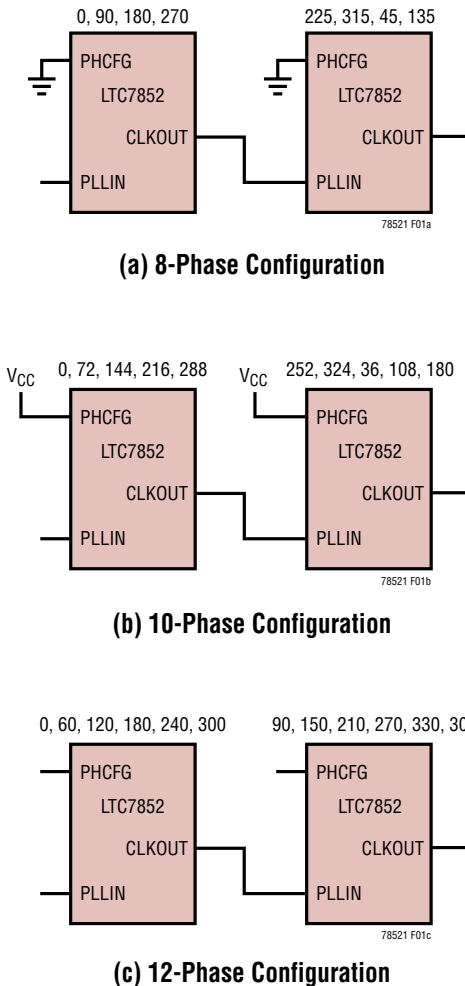 0, 90, 180, 270 225, 315, 45, 135
PHCFG PHCFG
LTC7852 LTC7852
CLKOUT CLKOUT
PLLIN PLLIN
78521 F01a
(a) 8-Phase Configuration
VCC 0, 72, 144, 216, 288 VCC 252, 324, 36, 108, 180
PHCFG PHCFG
LTC7852 LTC7852
CLKOUT CLKOUT
PLLIN PLLIN
78521 F01b
(b) 10-Phase Configuration
0, 60, 120, 180, 240, 300 90, 150, 210, 270, 330, 30
PHCFG PHCFG
LTC7852 LTC7852
CLKOUT CLKOUT
PLLIN PLLIN
78521 F01c
(c) 12-Phase Configuration